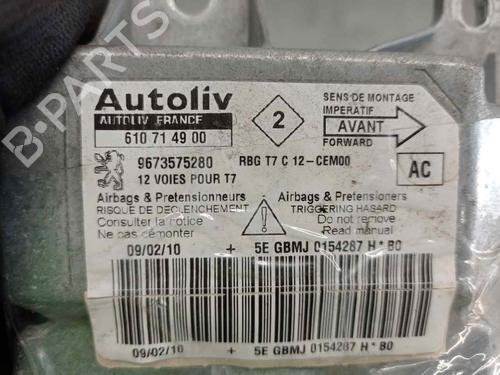 B-PARTS
Autoliv
AUTOLIV FRANCE
610 71 49 00
2
SENS DE MONTAGE
IMPERATIF
AVANT
FORWARD
9673575280
RBG T7 C 12-CEM00
12 VOIES POUR T7
AC
Airbags & Pretensionneurs
RISQUE DE DECLENCHEMENT
Consulter la notice
Ne pas démonter
Airbags & Pretensioners
TRIGGERING HASARD
Do not remove
Read manual
09/02/10 + 5E GBMJ 0154287 H * B0
09/02/10 + 5E GBMJ 0154287 H * B0